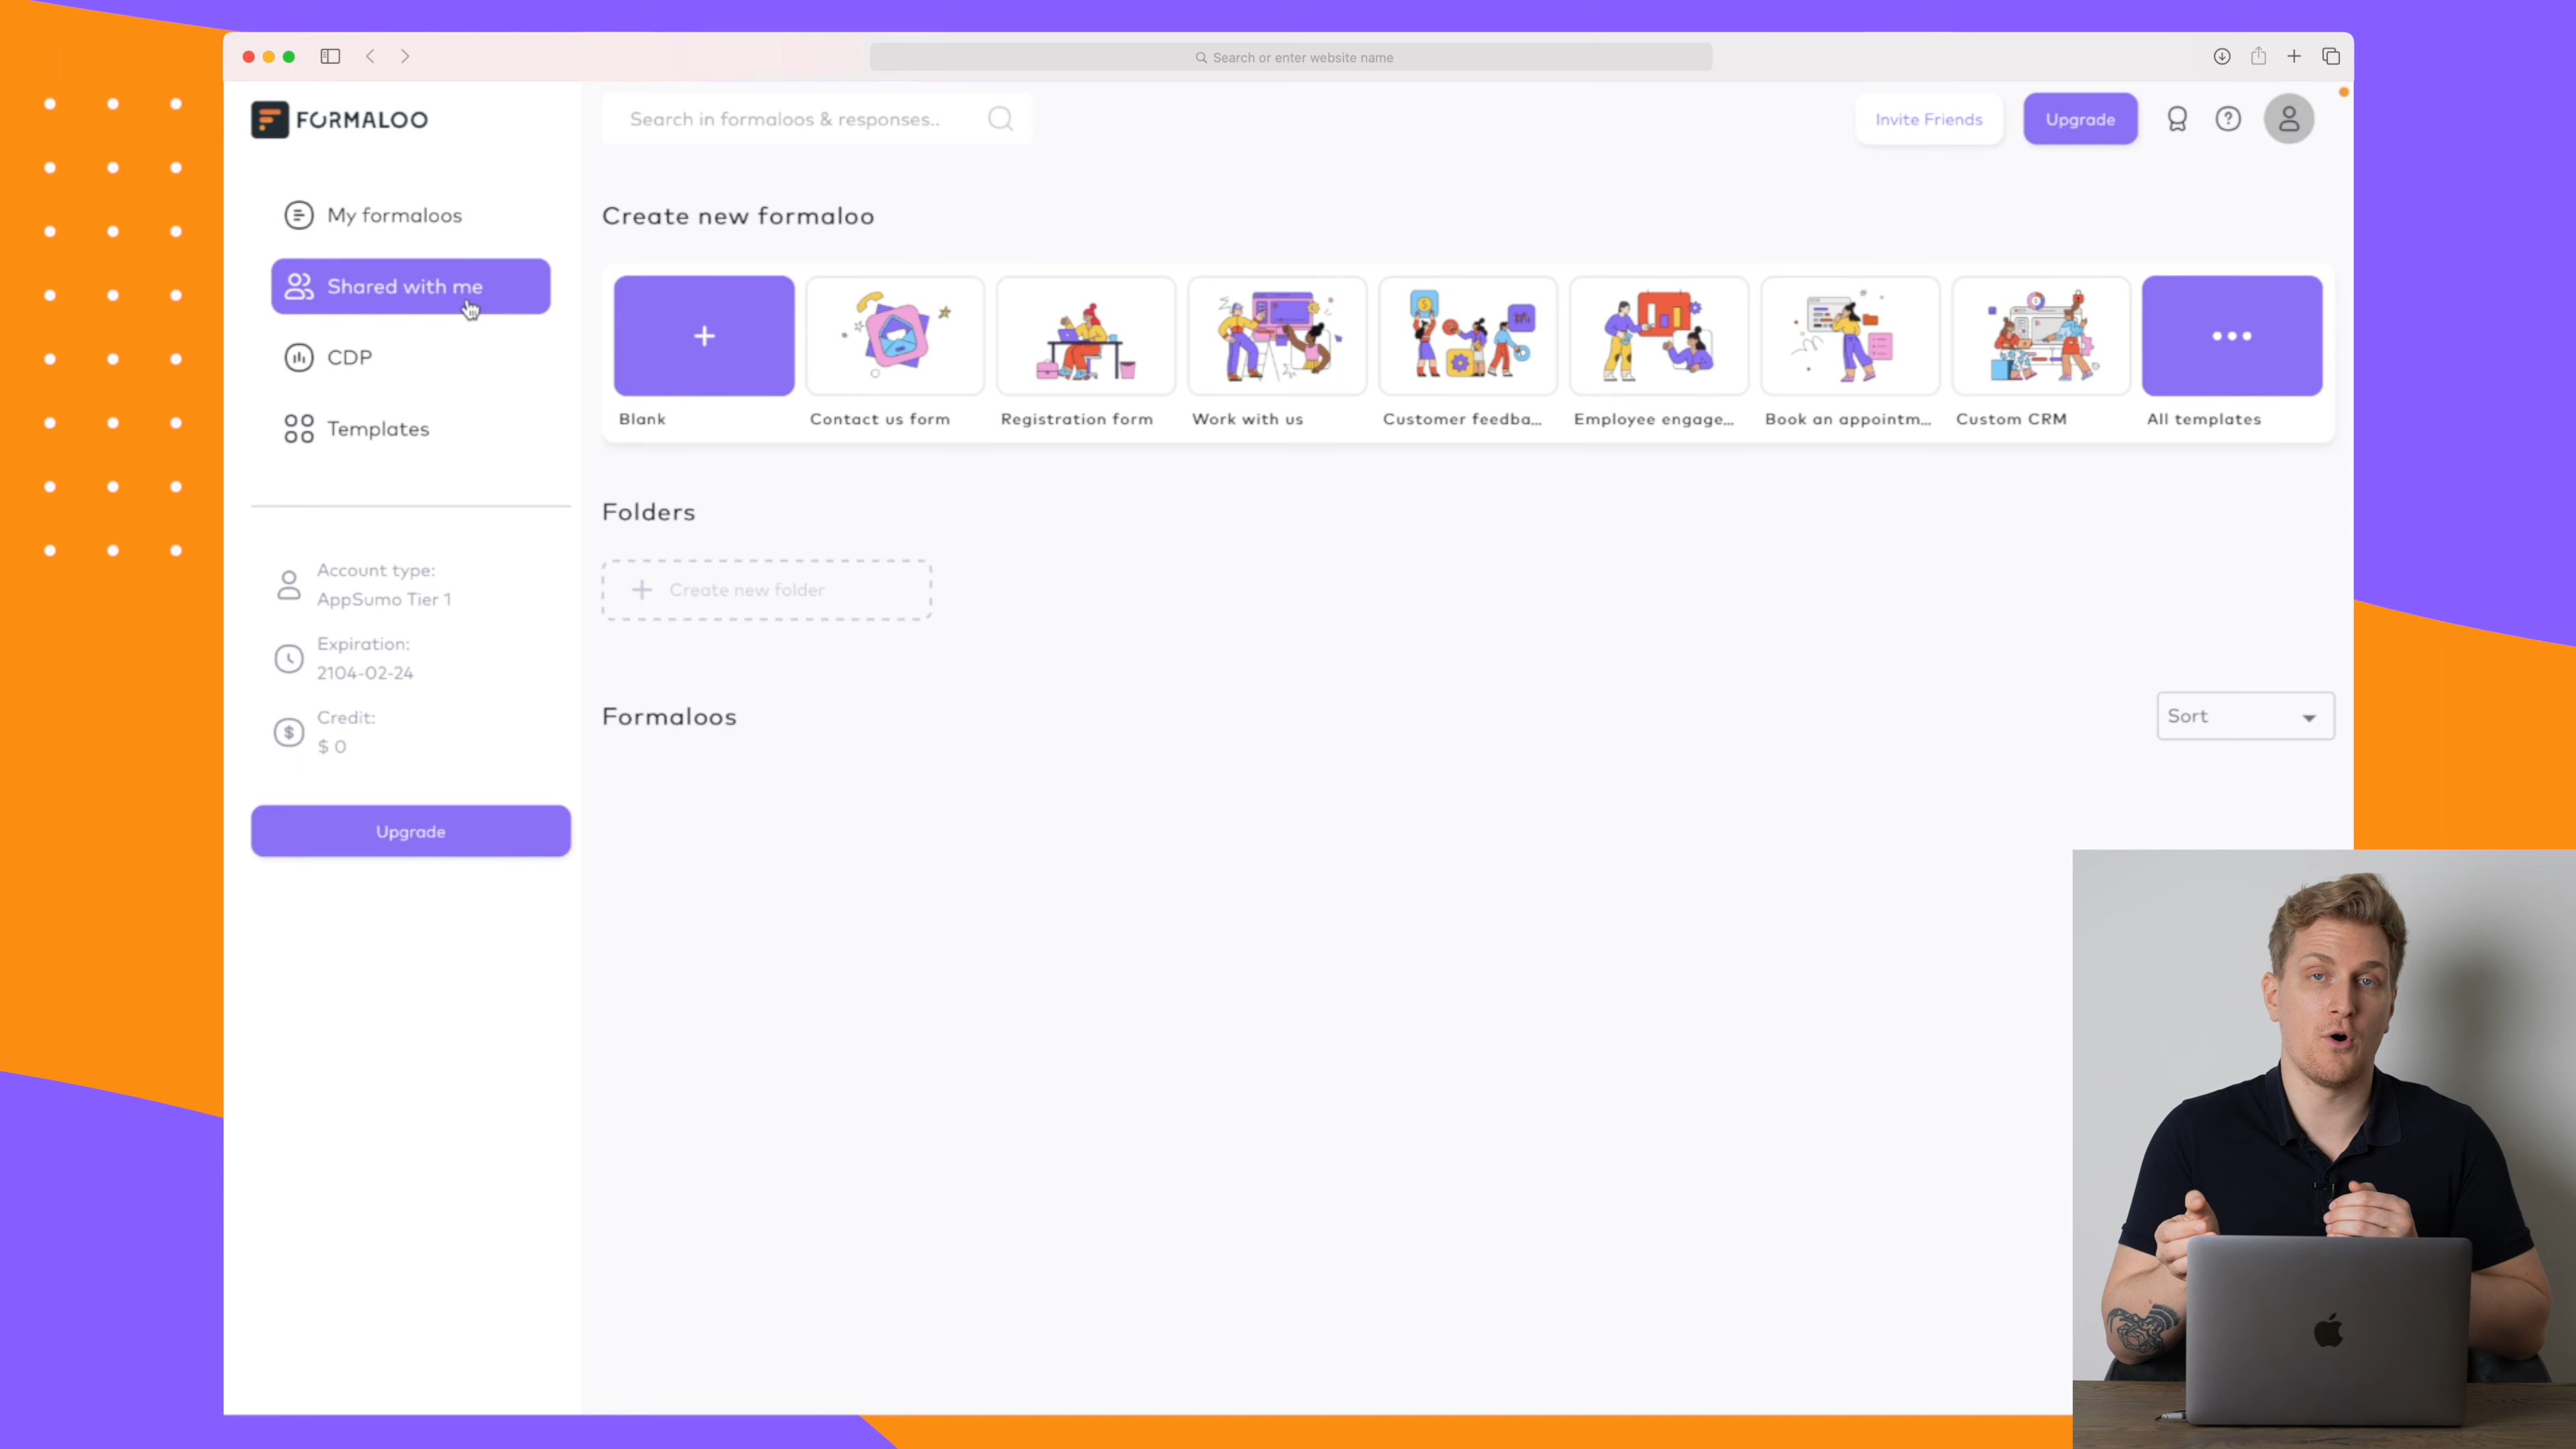 Search or enter website name
FORMALOO
Search in formaloos & responses..
Invite Friends
Upgrade
My formaloos
Shared with me
CDP
Templates
Account type:
AppSumo Tier 1
Expiration:
2104-02-24
Credit:
$ 0
Upgrade
Create new formaloo
Blank
Contact us form
Registration form
Work with us
Customer feedba...
Employee engage...
Book an appointm...
Custom CRM
All templates
Folders
Create new folder
Formaloos
Sort